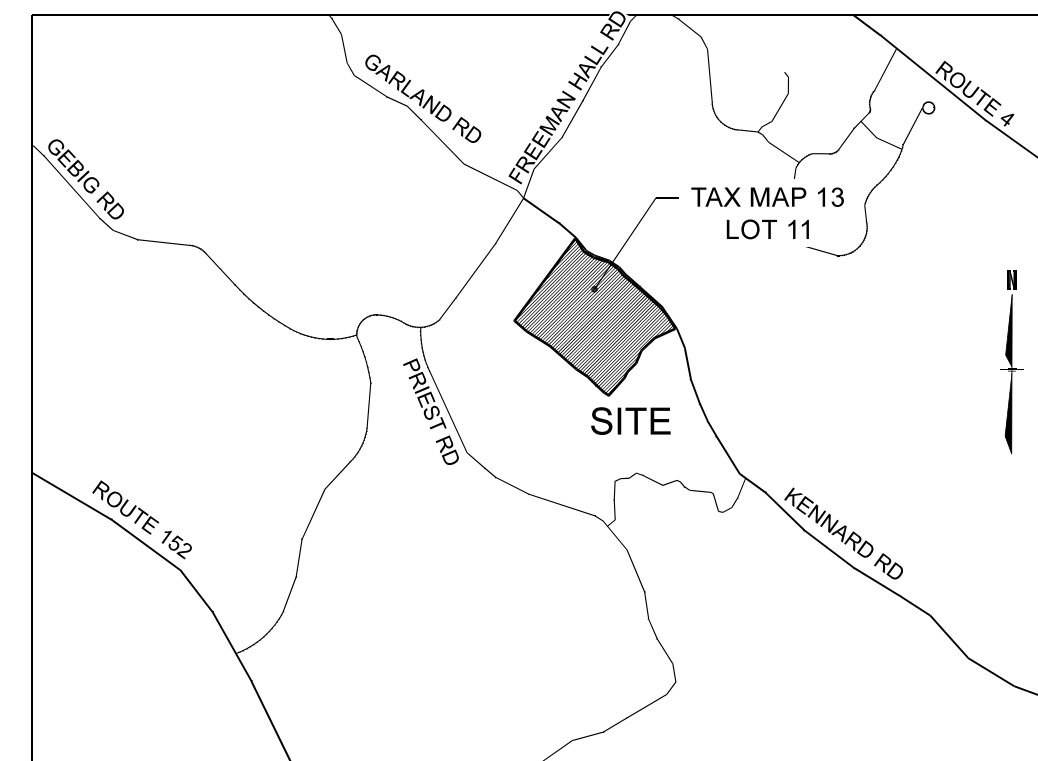 FREEMAN HALL RD
GARLAND RD
ROUTE 4
GEBIG RD
TAX MAP 13
LOT 11
N
PRIEST RD
SITE
ROUTE 152
KENNARD RD